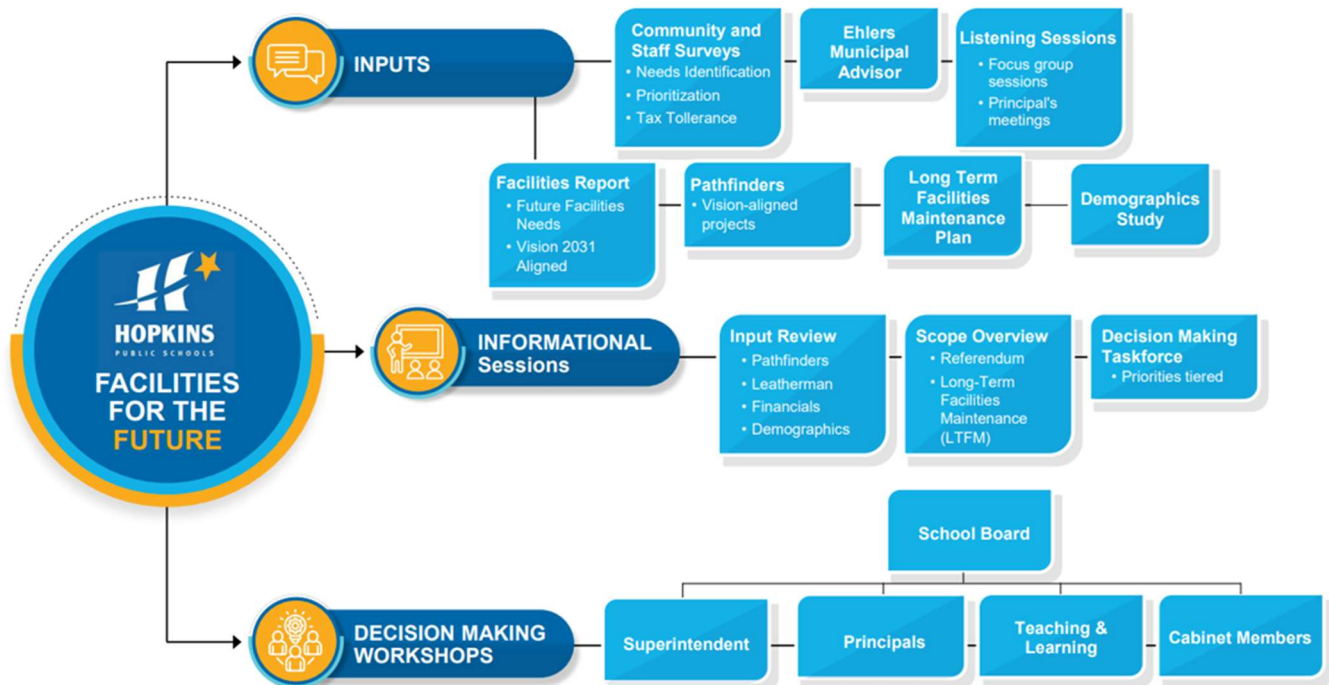 INPUTS
Community and
Staff Surveys
• Needs Identification
• Prioritization
• Tax Tollerance
Ehlers
Municipal
Advisor
Listening Sessions
• Focus group
sessions
• Principal's
meetings
Facilities Report
• Future Facilities
Needs
• Vision 2031
Aligned
Pathfinders
• Vision-aligned
projects
Long Term
Facilities
Maintenance
Plan
Demographics
Study
HOPKINS
PUBLIC SCHOOLS
FACILITIES
FOR THE
FUTURE
INFORMATIONAL
Sessions
Input Review
• Pathfinders
• Leatherman
• Financials
• Demographics
Scope Overview
• Referendum
• Long-Term
Facilities
Maintenance
(LTFM)
Decision Making
Taskforce
• Priorities tiered
School Board
DECISION MAKING
WORKSHOPS
Superintendent
Principals
Teaching &
Learning
Cabinet Members